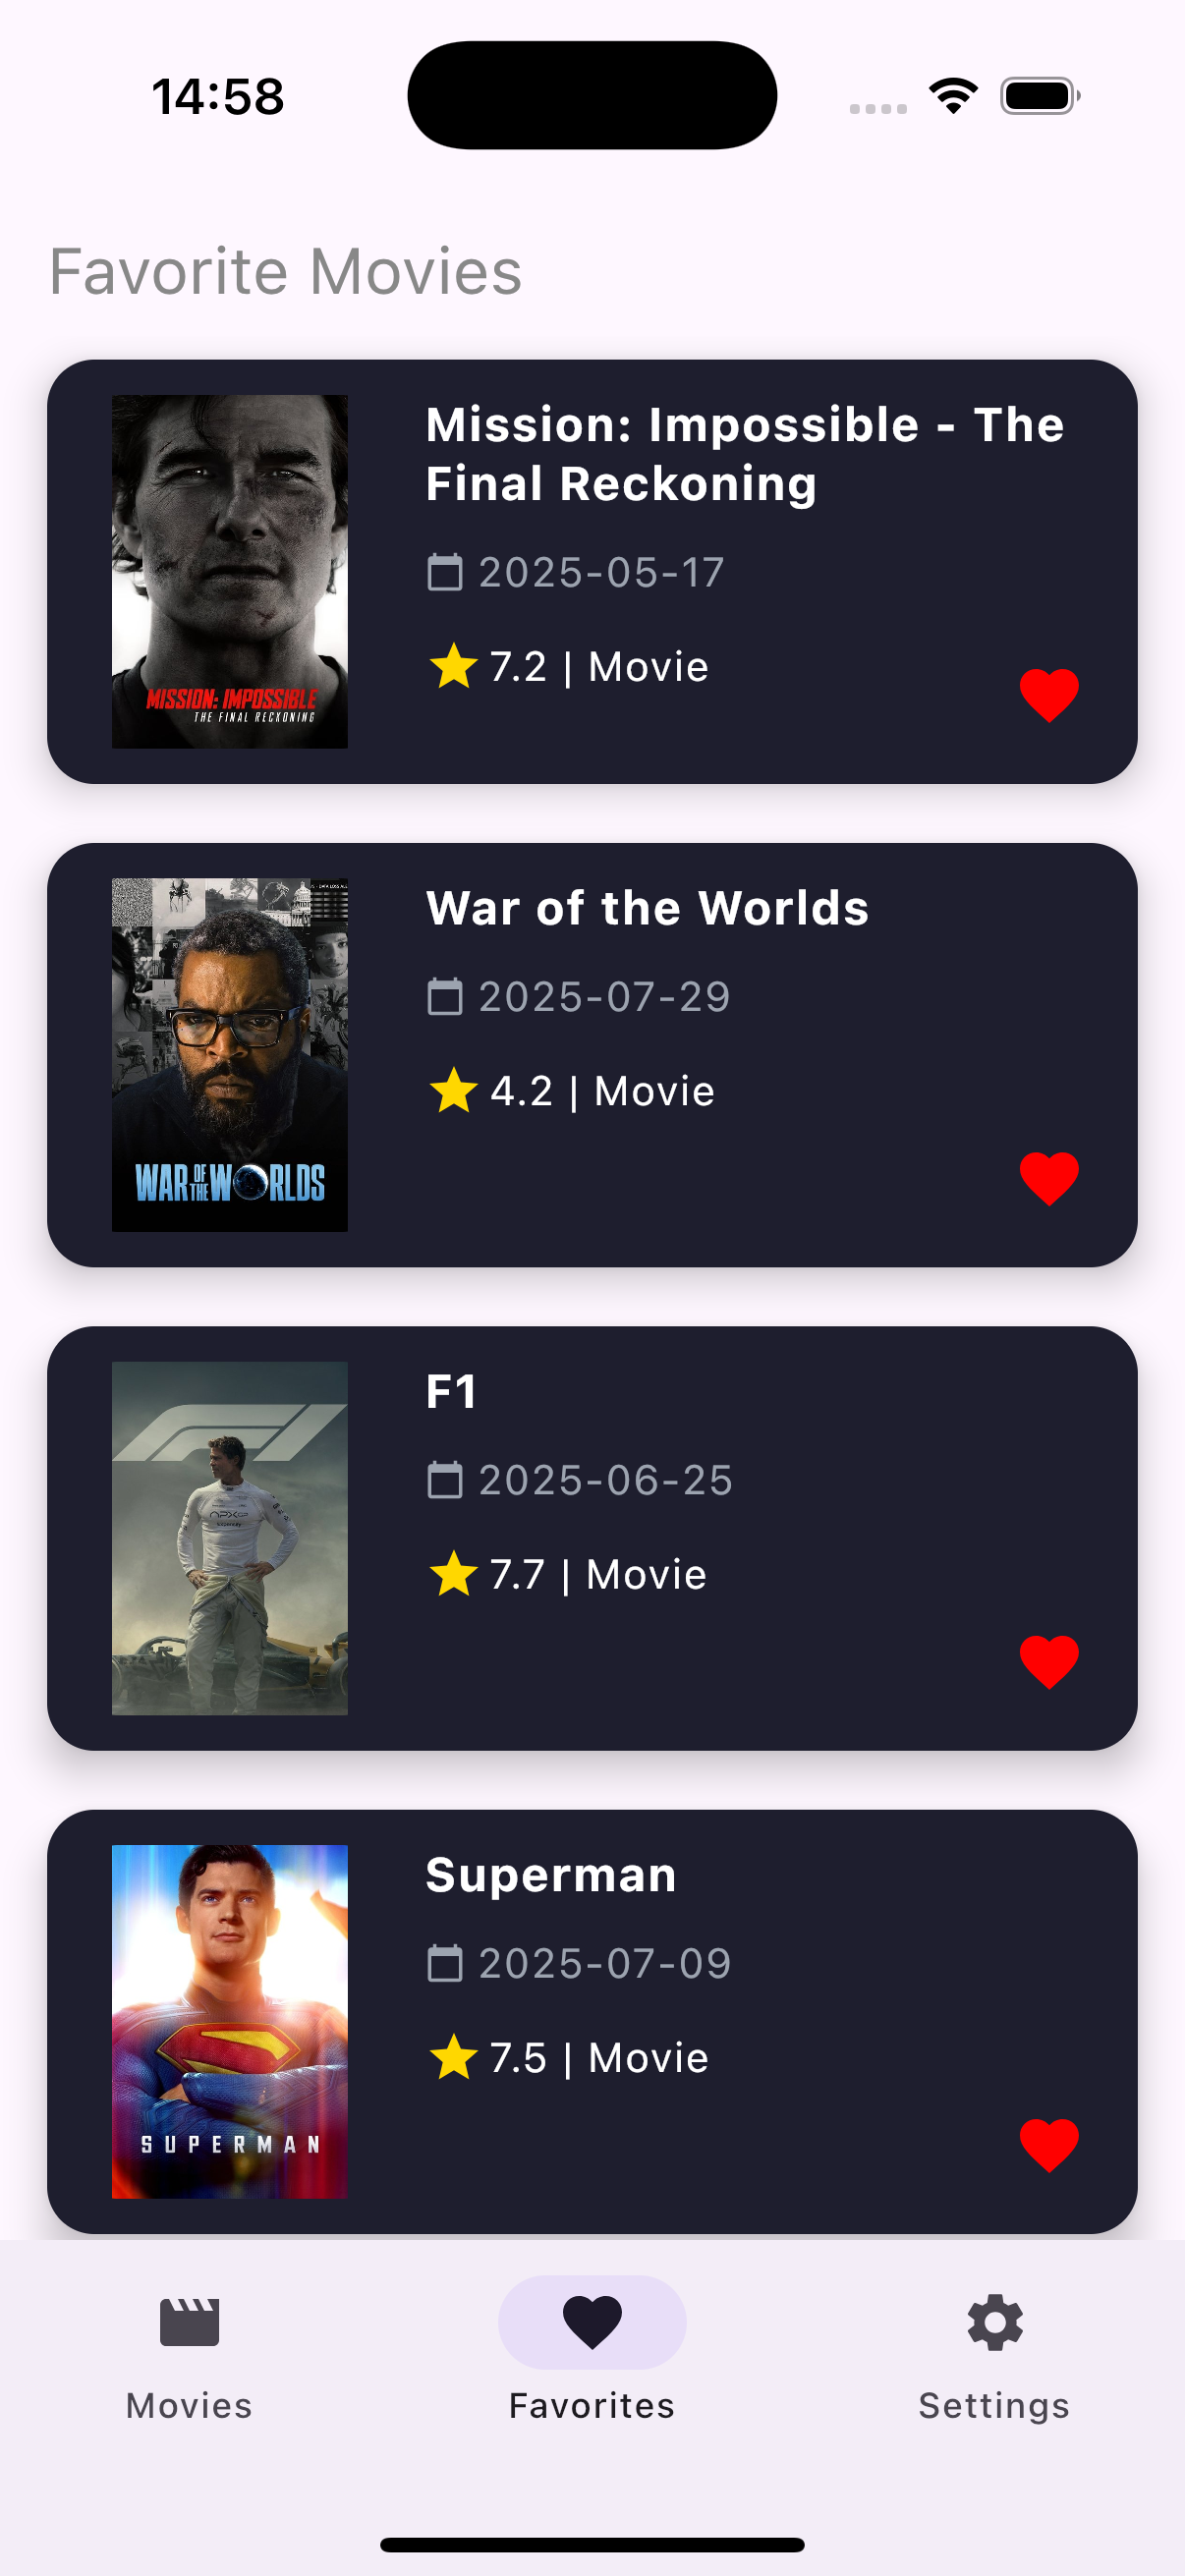 14:58
Favorite Movies
Mission: Impossible - The
Final Reckoning
2025-05-17
7.2 | Movie
MISSION: IMPOSSIBLE
THE FINAL RECKONING
War of the Worlds
2025-07-29
4.2 | Movie
WAR OF THE WORLDS
F1
2025-06-25
7.7 | Movie
F1
APXGP
Superman
2025-07-09
7.5 | Movie
SUPERMAN
Movies
Favorites
Settings